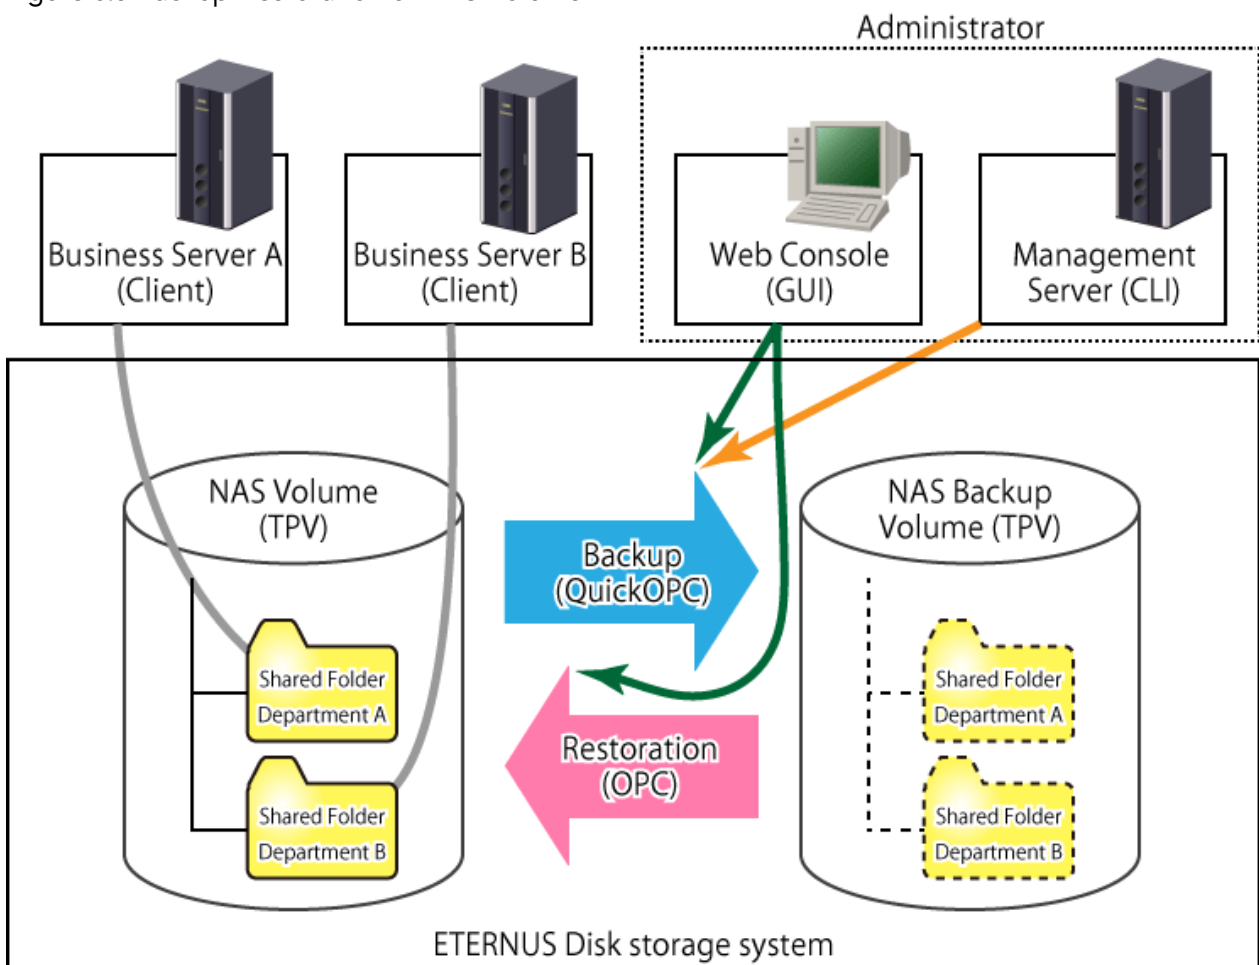 Administrator
Business Server A
(Client)
Business Server B
(Client)
Web Console
(GUI)
Management
Server (CLI)
NAS Volume
(TPV)
NAS Backup
Volume (TPV)
Backup
(QuickOPC)
Shared Folder
Department A
Shared Folder
Department B
Restoration
(OPC)
Shared Folder
Department A
Shared Folder
Department B
ETERNUS Disk storage system